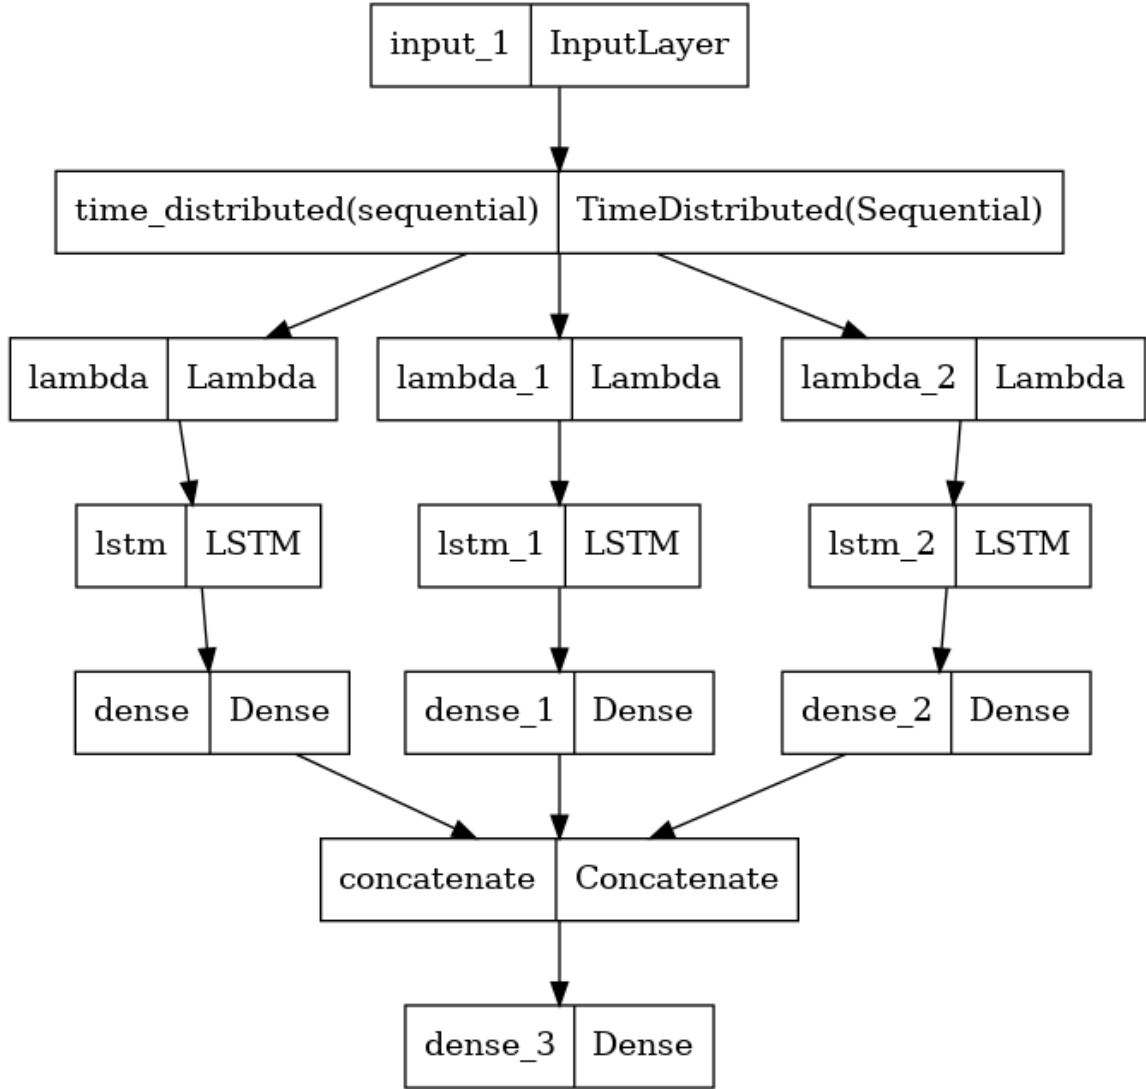 input_1 InputLayer
time_distributed(sequential) TimeDistributed(Sequential)
lambda Lambda lambda_1 Lambda lambda_2 Lambda
lstm LSTM lstm_1 LSTM lstm_2 LSTM
dense Dense dense_1 Dense dense_2 Dense
concatenate Concatenate
dense_3 Dense